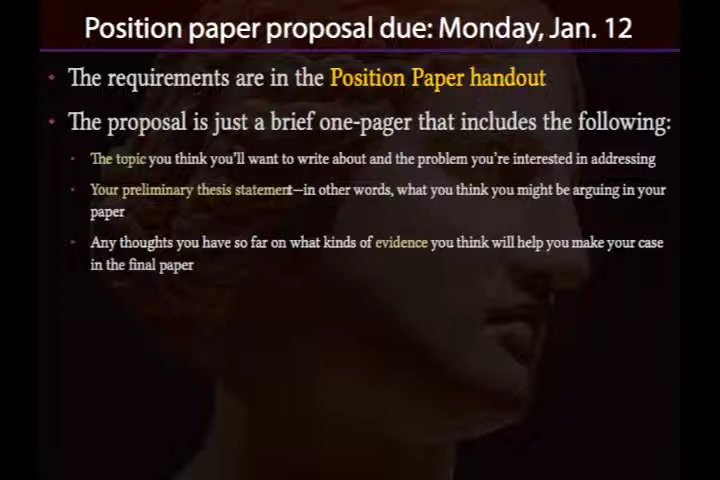 Position paper proposal due: Monday, Jan. 12
• The requirements are in the Position Paper handout
• The proposal is just a brief one-pager that includes the following:
• The topic you think you'll want to write about and the problem you're interested in addressing
• Your preliminary thesis statement—in other words, what you think you might be arguing in your
paper
• Any thoughts you have so far on what kinds of evidence you think will help you make your case
in the final paper